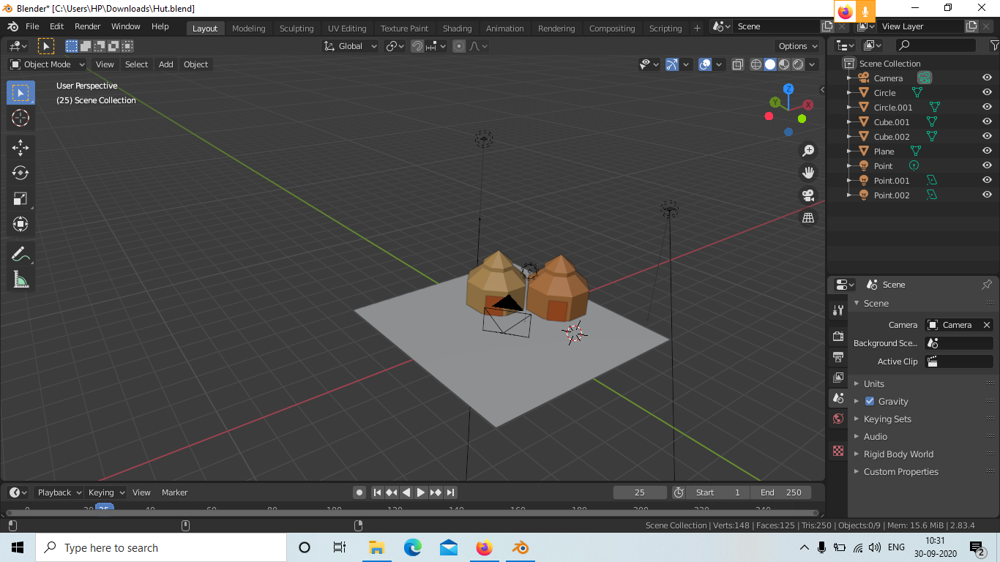 Blender* [C:\Users\HP\Downloads\Hut.blend]
File Edit Render Window Help Layout Modeling Sculpting UV Editing Texture Paint Shading Animation Rendering Compositing Scripting + Scene View Layer
Global Options
Object Mode View Select Add Object
User Perspective
(25) Scene Collection
Z
Y
X
Scene Collection
Camera
Circle
Circle.001
Cube.001
Cube.002
Plane
Point
Point.001
Point.002
Scene
Scene
Camera Camera
Background Sce...
Active Clip
Units
Gravity
Keying Sets
Audio
Rigid Body World
Custom Properties
Playback Keying View Marker 25 Start 1 End 250
0 20 25 40 60 80 100 120 140 160 180 200 220 240
Scene Collection | Verts:148 | Faces:125 | Tris:250 | Objects:0/9 | Mem: 15.6 MiB | 2.83.4
Type here to search
ENG
10:31
30-09-2020
2